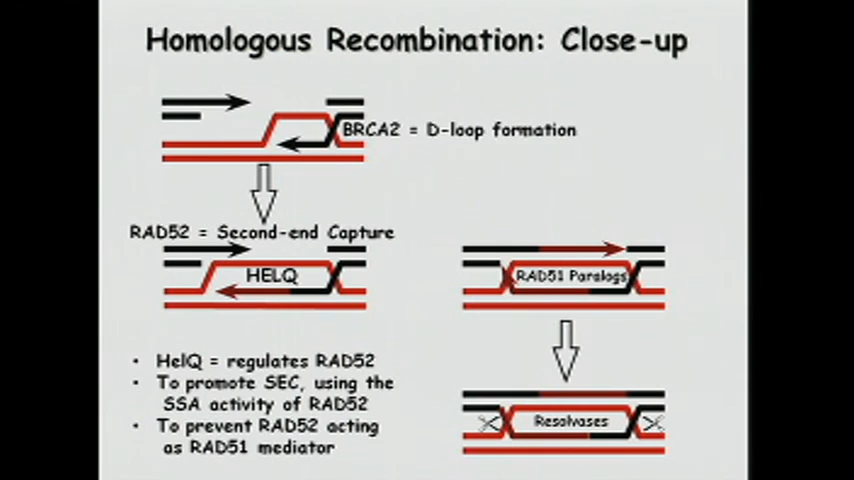 Homologous Recombination: Close-up
BRCA2 = D-loop formation
RAD52 = Second-end Capture
HELQ
RAD51 Paralogs
• HelQ = regulates RAD52
• To promote SEC, using the
SSA activity of RAD52
• To prevent RAD52 acting
as RAD51 mediator
Resolvases